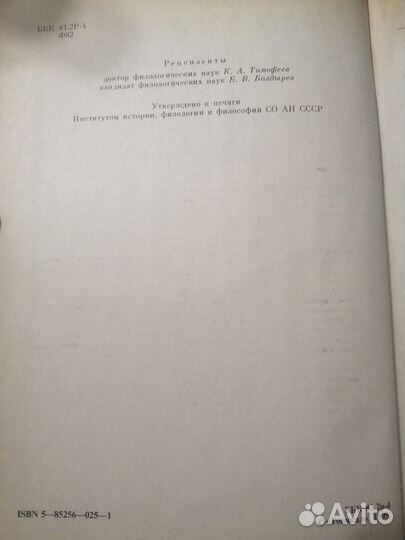 ББК 81.2Р-4
Ф82
Рецензенты
доктор филологических наук К. А. Тимофеев
кандидат филологических наук Б. В. Болдырев
Утверждено к печати
Институтом истории, филологии и философии СО АН СССР
ISBN 5—85256—025—1
Avito